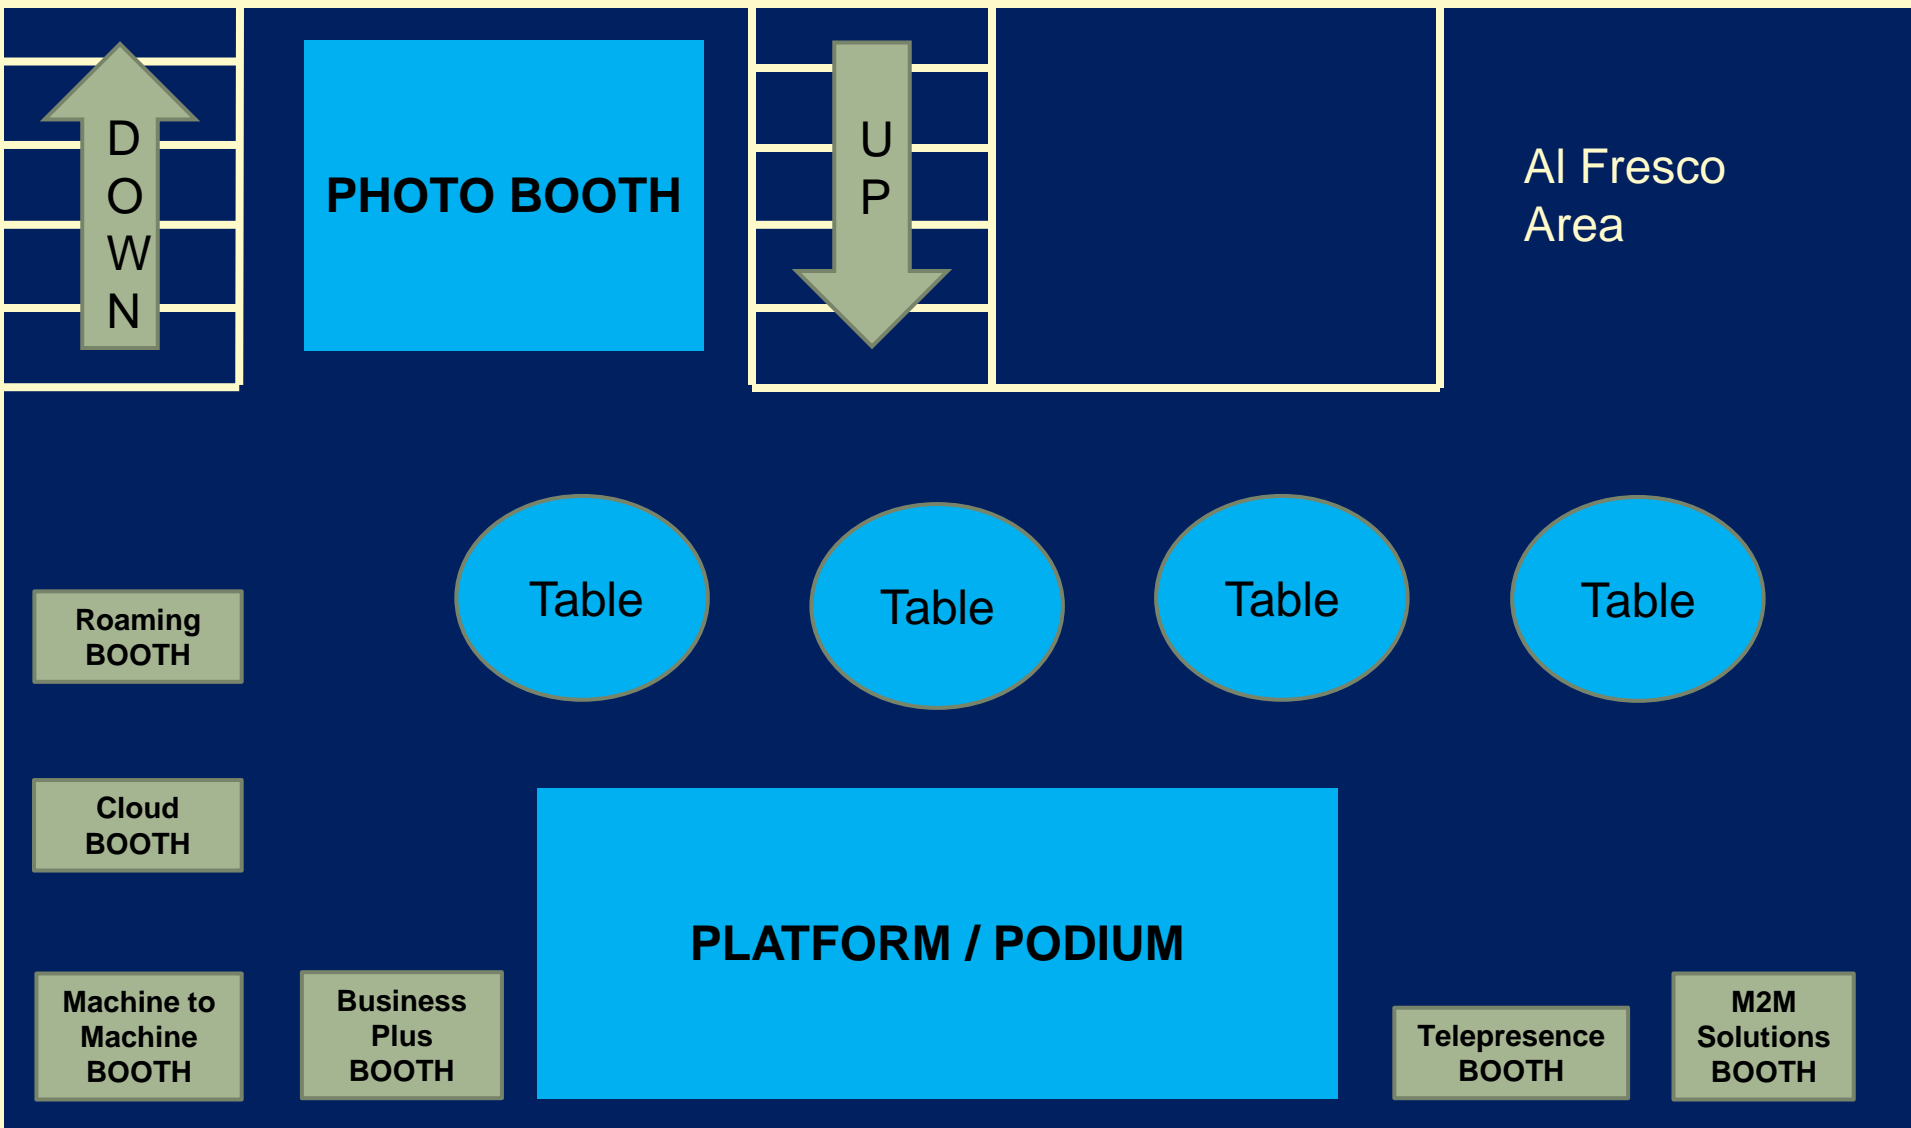 D
O
W
N
PHOTO BOOTH
U
P
Al Fresco
Area
Table
Table
Table
Table
Roaming
BOOTH
Cloud
BOOTH
PLATFORM / PODIUM
Machine to
Machine
BOOTH
Business
Plus
BOOTH
Telepresence
BOOTH
M2M
Solutions
BOOTH